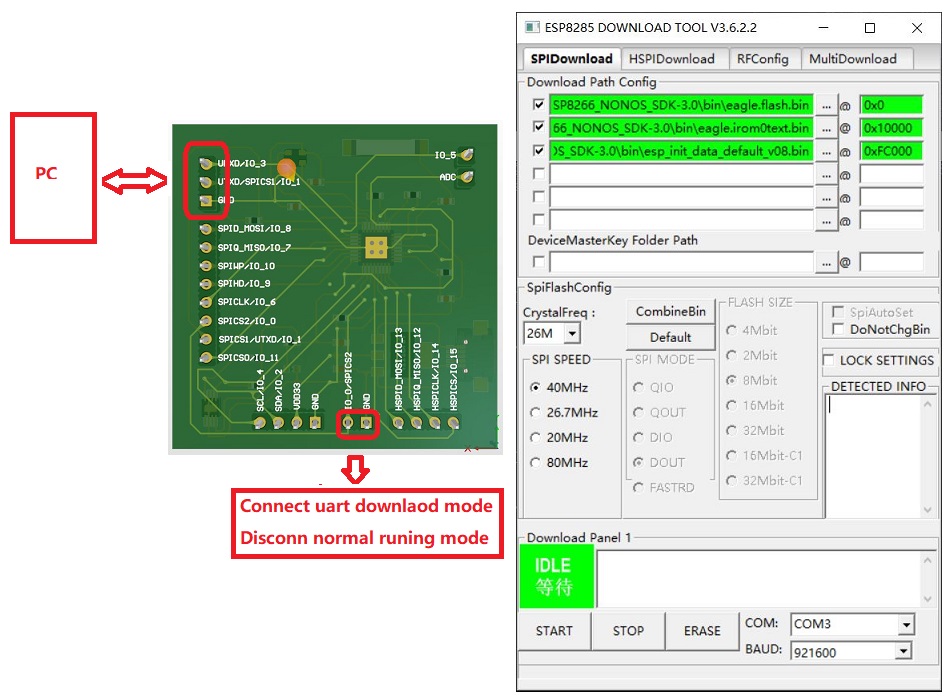 PC
URXD/IO_3
UTXD/SPICS1/IO_1
GND
SPID_MOSI/IO_8
SPIQ_MISO/IO_7
SPIWP/IO_10
SPIHD/IO_9
SPICLK/IO_6
SPICS2/IO_0
SPICS1/UTXD/IO_1
SPICS0/IO_11
IO_5
ADC
SCL/IO_4
SDA/IO_2
VDD33
GND
IO_0/SPICS2
GND
HSPID_MOSI/IO_13
HSPIQ_MISO/IO_12
HSPICLK/IO_14
HSPICS/IO_15
Connect uart downlaod mode
Disconn normal runing mode
ESP8285 DOWNLOAD TOOL V3.6.2.2
SPIDownload HSPIDownload RFConfig MultiDownload
Download Path Config
SP8266_NONOS_SDK-3.0\bin\eagle.flash.bin ... @ 0x0
66_NONOS_SDK-3.0\bin\eagle.irom0text.bin ... @ 0x10000
OS_SDK-3.0\bin\esp_init_data_default_v08.bin ... @ 0xFC000
... @
... @
... @
DeviceMasterKey Folder Path
... @
SpiFlashConfig
CrystalFreq :
26M
CombineBin
Default
SPI SPEED
40MHz
26.7MHz
20MHz
80MHz
SPI MODE
QIO
QOUT
DIO
DOUT
FASTRD
FLASH SIZE
4Mbit
2Mbit
8Mbit
16Mbit
32Mbit
16Mbit-C1
32Mbit-C1
SpiAutoSet
DoNotChgBin
LOCK SETTINGS
DETECTED INFO
Download Panel 1
IDLE
等待
START STOP ERASE
COM: COM3
BAUD: 921600